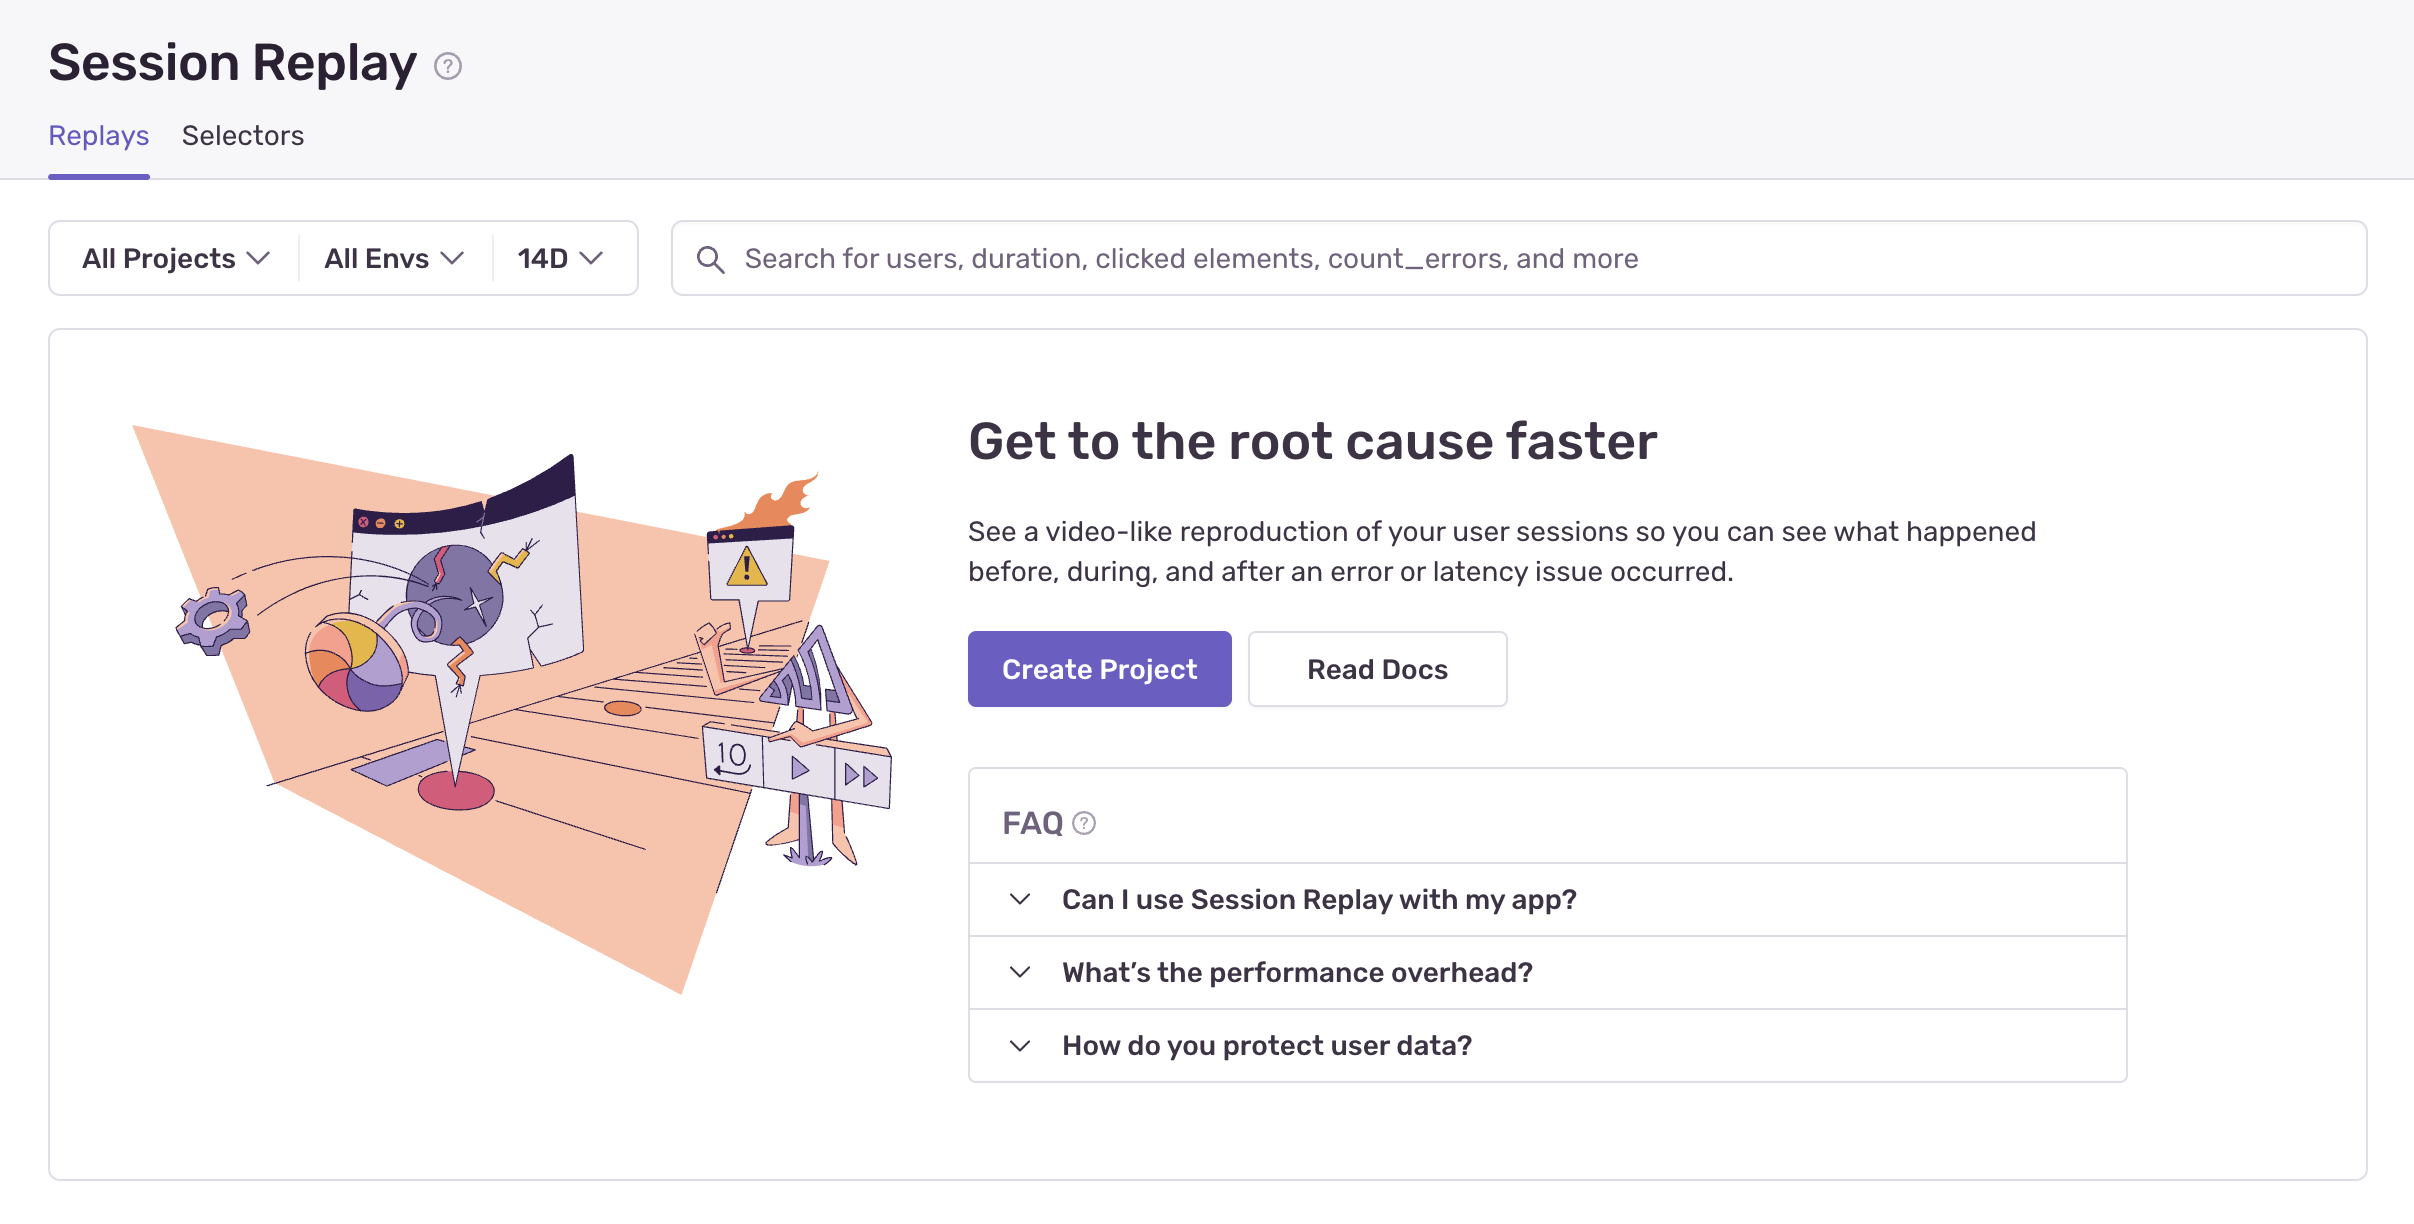 Session Replay ?
Replays Selectors
All Projects All Envs 14D Search for users, duration, clicked elements, count_errors, and more
Get to the root cause faster
See a video-like reproduction of your user sessions so you can see what happened
before, during, and after an error or latency issue occurred.
Create Project Read Docs
10
FAQ ?
Can I use Session Replay with my app?
What’s the performance overhead?
How do you protect user data?